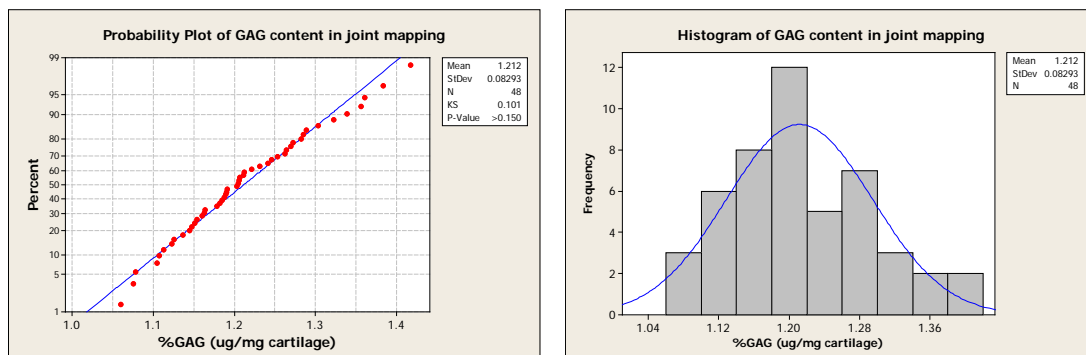 Probability Plot of GAG content in joint mapping
99
95
90
80
70
60
50
40
30
20
10
5
1
Percent
1.0 1.1 1.2 1.3 1.4
%GAG (ug/mg cartilage)
Mean 1.212
StDev 0.08293
N 48
KS 0.101
P-Value >0.150
Histogram of GAG content in joint mapping
12
10
8
6
4
2
0
Frequency
1.04 1.12 1.20 1.28 1.36
%GAG (ug/mg cartilage)
Mean 1.212
StDev 0.08293
N 48